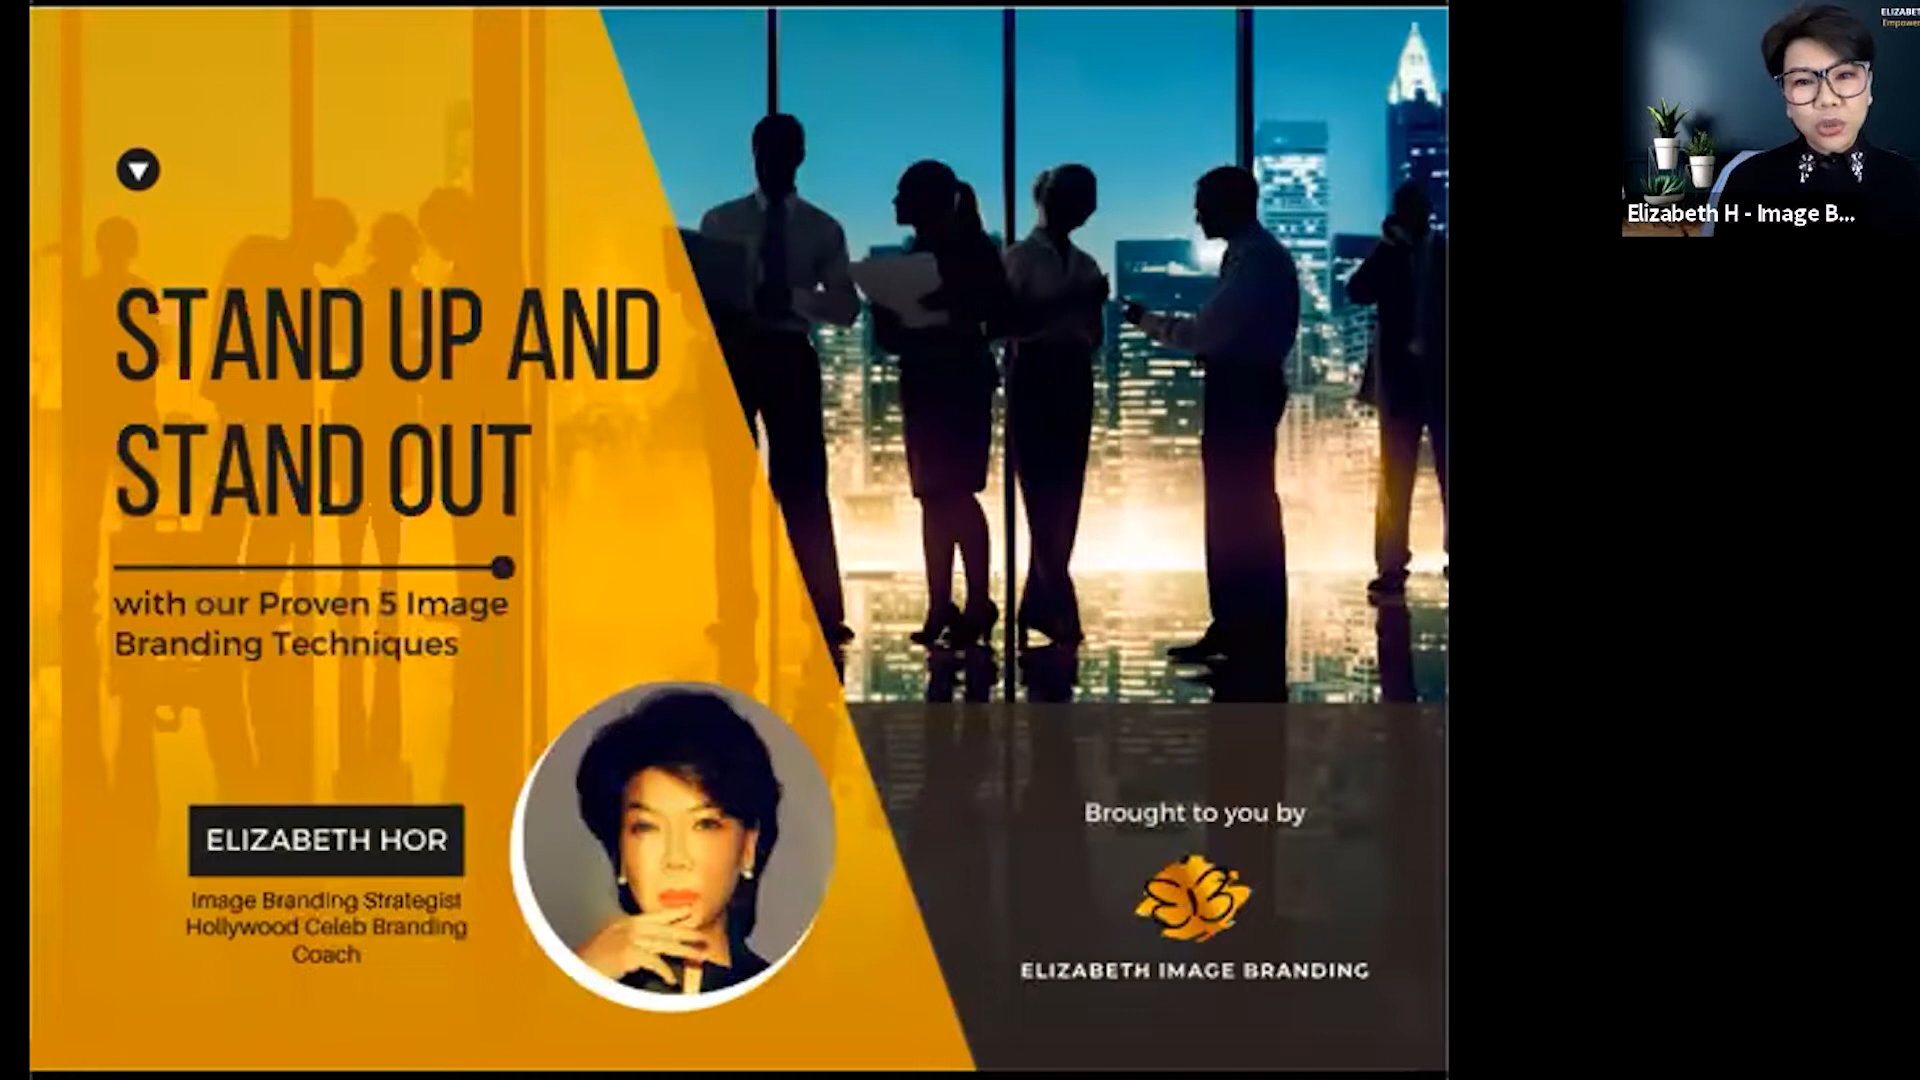 STAND UP AND
STAND OUT
with our Proven 5 Image
Branding Techniques
ELIZABETH HOR
Image Branding Strategist
Hollywood Celeb Branding
Coach
Brought to you by
ELIZABETH IMAGE BRANDING
Elizabeth H - Image B...